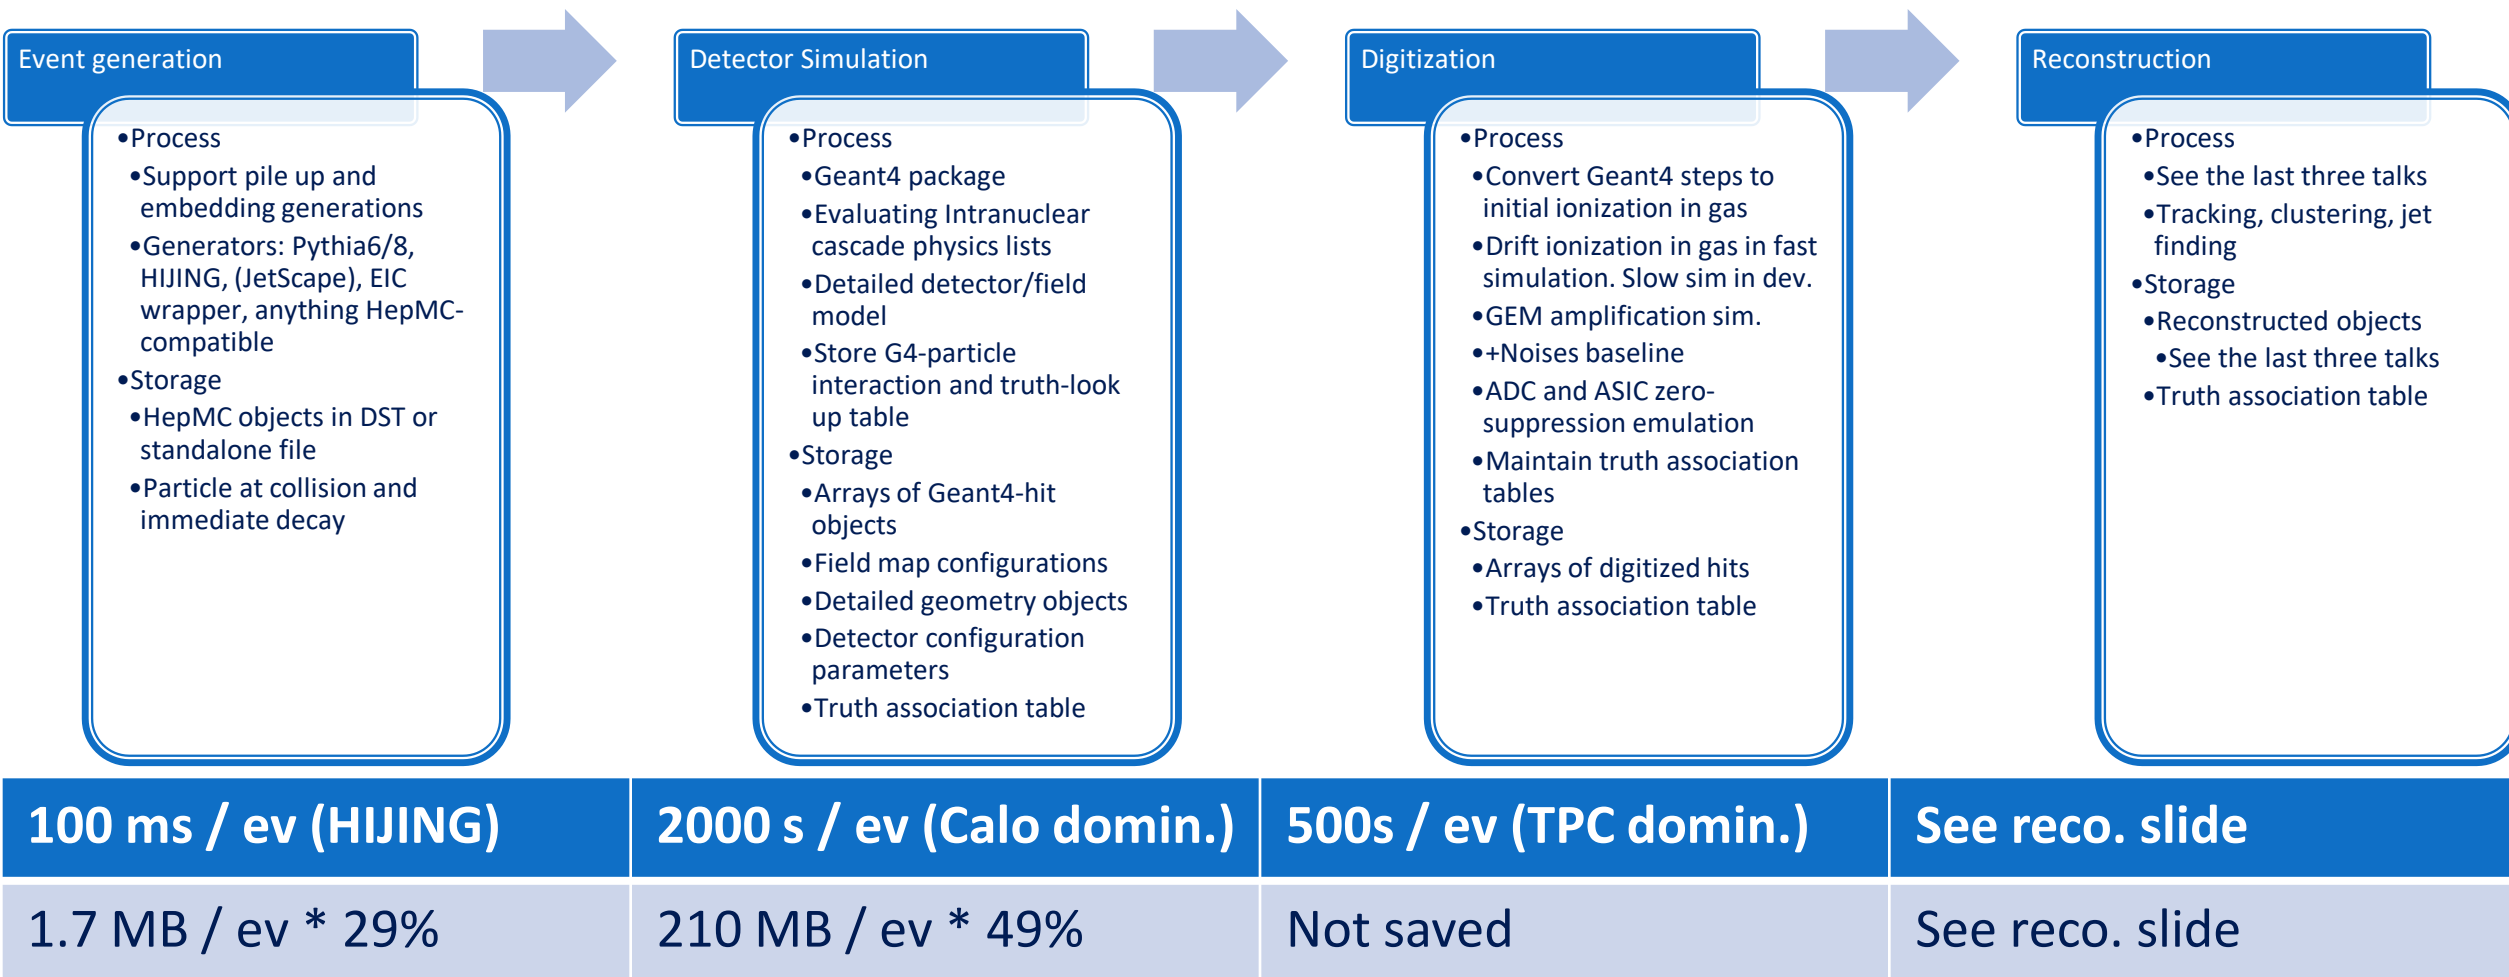 Event generation
•Process
•Support pile up and
embedding generations
•Generators: Pythia6/8,
HIJING, (JetScape), EIC
wrapper, anything HepMC-
compatible
•Storage
•HepMC objects in DST or
standalone file
•Particle at collision and
immediate decay
Detector Simulation
•Process
•Geant4 package
•Evaluating Intranuclear
cascade physics lists
•Detailed detector/field
model
•Store G4-particle
interaction and truth-look
up table
•Storage
•Arrays of Geant4-hit
objects
•Field map configurations
•Detailed geometry objects
•Detector configuration
parameters
•Truth association table
Digitization
•Process
•Convert Geant4 steps to
initial ionization in gas
•Drift ionization in gas in fast
simulation. Slow sim in dev.
•GEM amplification sim.
•+Noises baseline
•ADC and ASIC zero-
suppression emulation
•Maintain truth association
tables
•Storage
•Arrays of digitized hits
•Truth association table
Reconstruction
•Process
•See the last three talks
•Tracking, clustering, jet
finding
•Storage
•Reconstructed objects
•See the last three talks
•Truth association table
100 ms / ev (HIJING)
2000 s / ev (Calo domin.)
500s / ev (TPC domin.)
See reco. slide
1.7 MB / ev * 29%
210 MB / ev * 49%
Not saved
See reco. slide